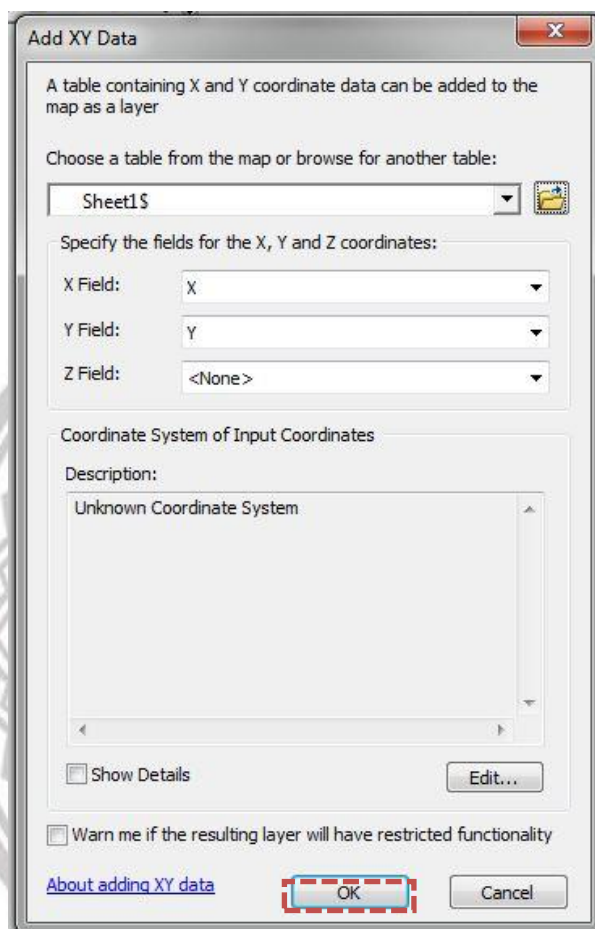 Add XY Data
A table containing X and Y coordinate data can be added to the
map as a layer
Choose a table from the map or browse for another table:
Sheet1$
Specify the fields for the X, Y and Z coordinates:
X Field: X
Y Field: Y
Z Field: <None>
Coordinate System of Input Coordinates
Description:
Unknown Coordinate System
Show Details Edit...
Warn me if the resulting layer will have restricted functionality
About adding XY data OK Cancel